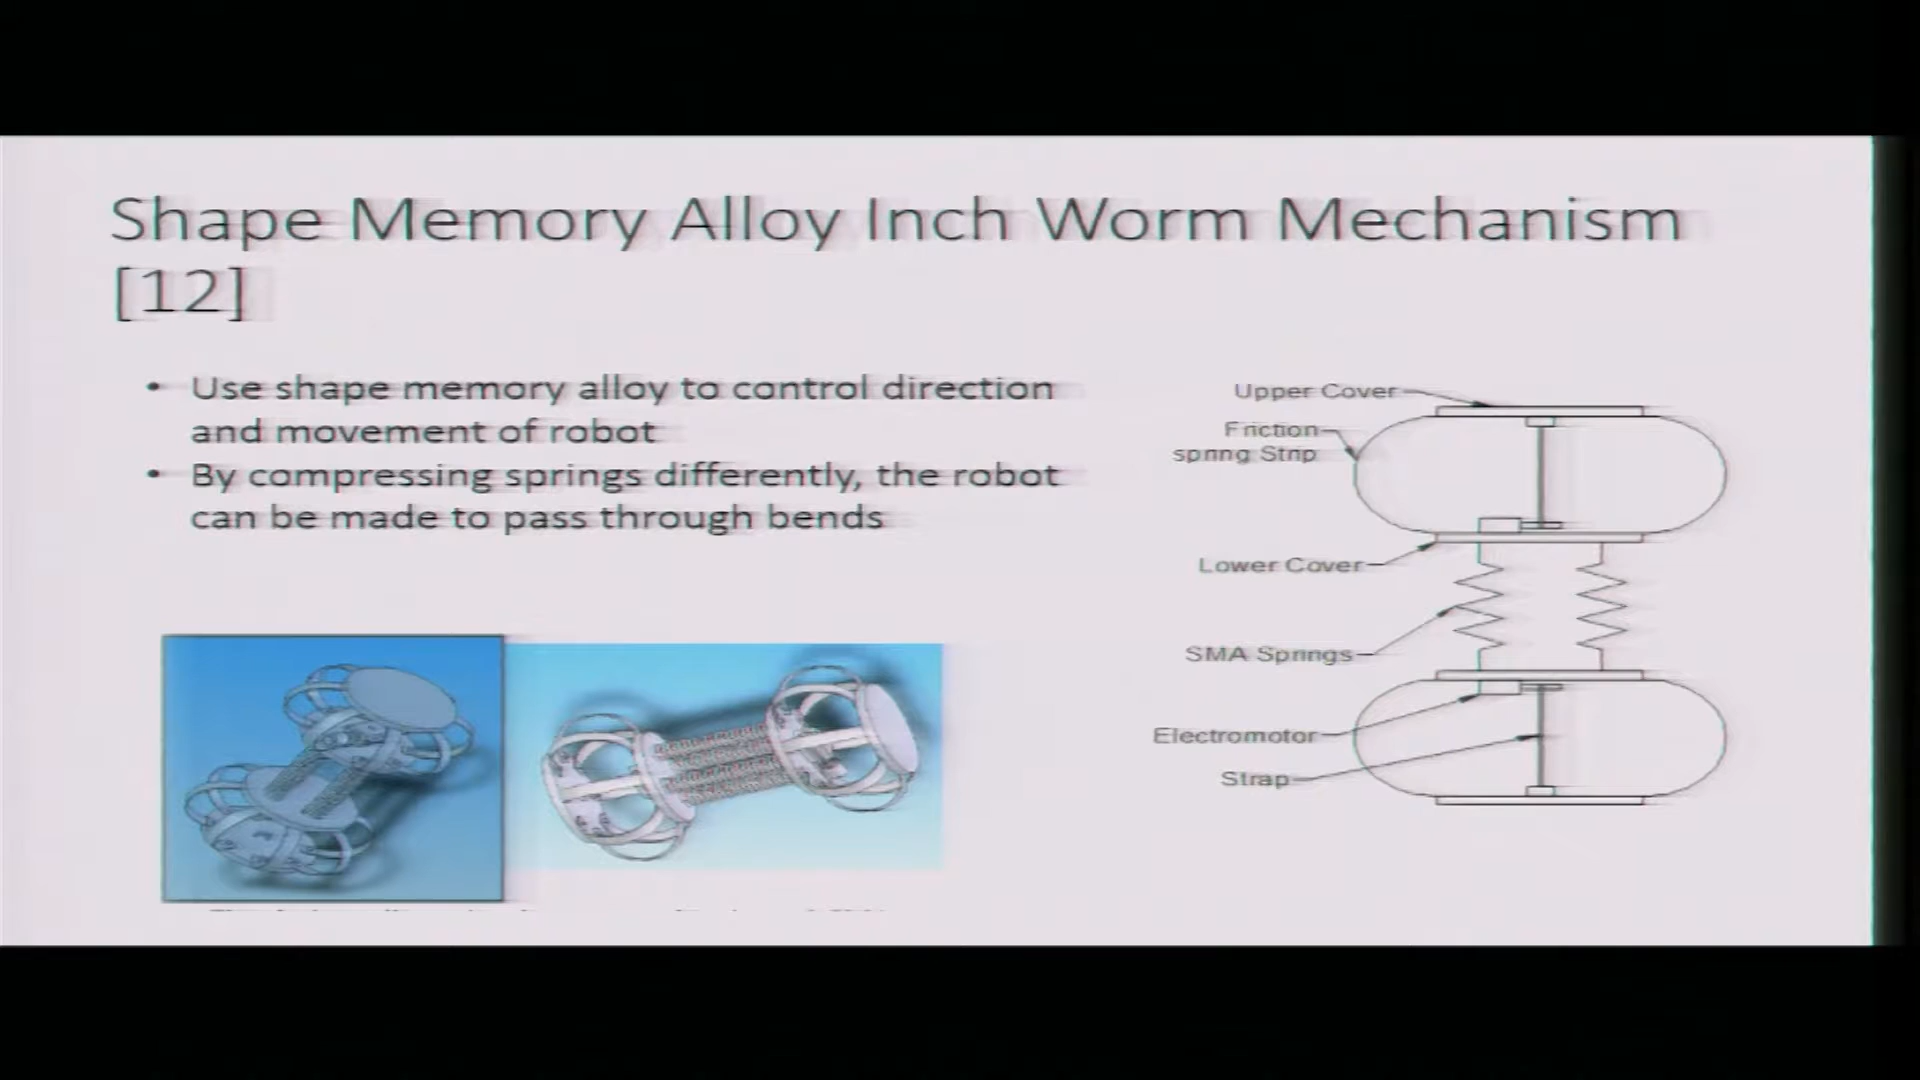 Shape Memory Alloy Inch Worm Mechanism
[12]
• Use shape memory alloy to control direction
and movement of robot
• By compressing springs differently, the robot
can be made to pass through bends
Upper Cover
Friction
spring Strip
Lower Cover
SMA Springs
Electromotor
Strap